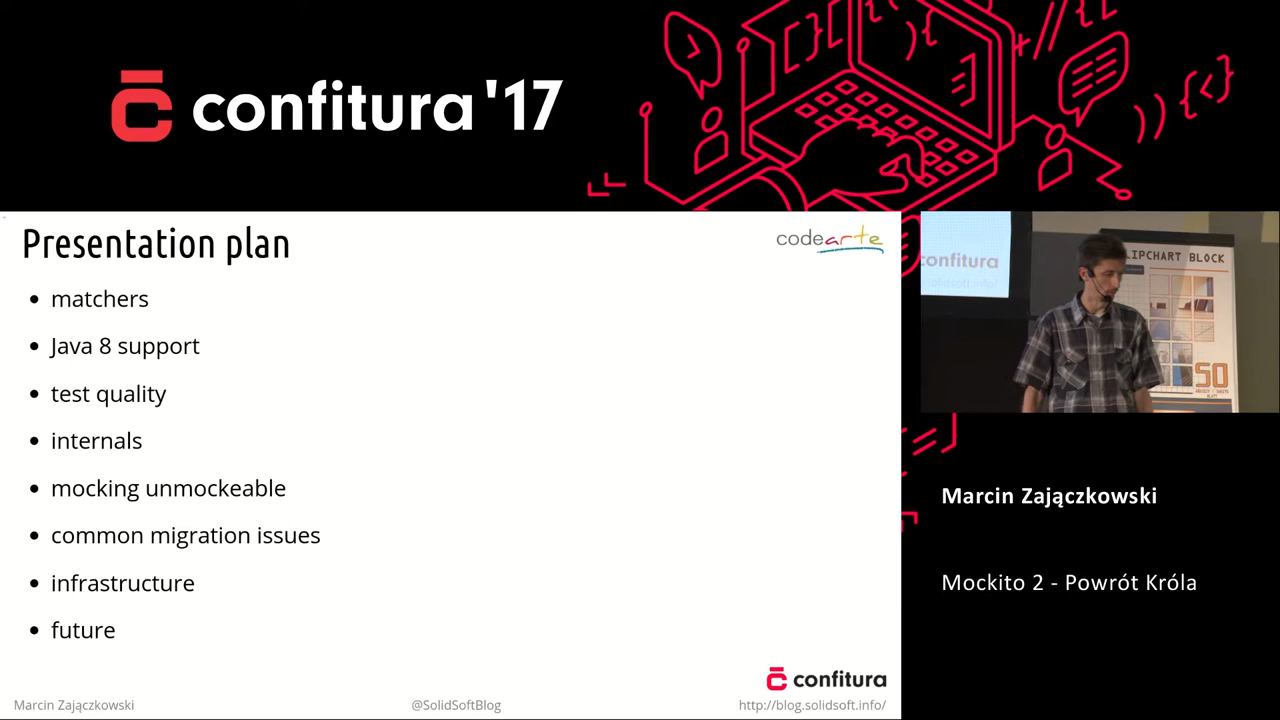 confitura '17
Presentation plan
codearte
matchers
Java 8 support
test quality
internals
mocking unmockeable
common migration issues
infrastructure
future
confitura
Marcin Zajączkowski
@SolidSoftBlog
http://blog.solidsoft.info/
confitura
LIPCHART BLOCK
50
Marcin Zajączkowski
Mockito 2 - Powrót Króla